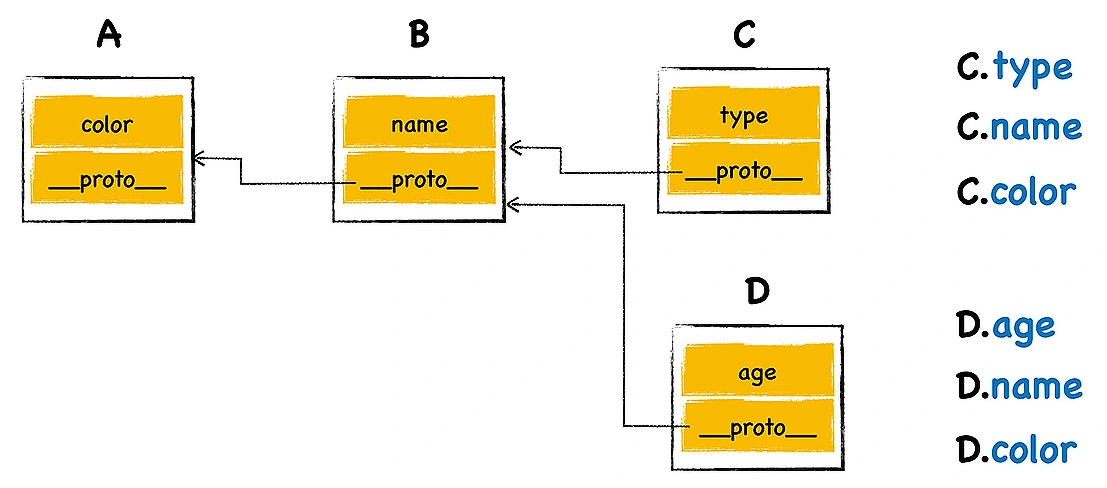 A
color
__proto__
B
name
__proto__
C
type
__proto__
D
age
__proto__
C.type
C.name
C.color
D.age
D.name
D.color